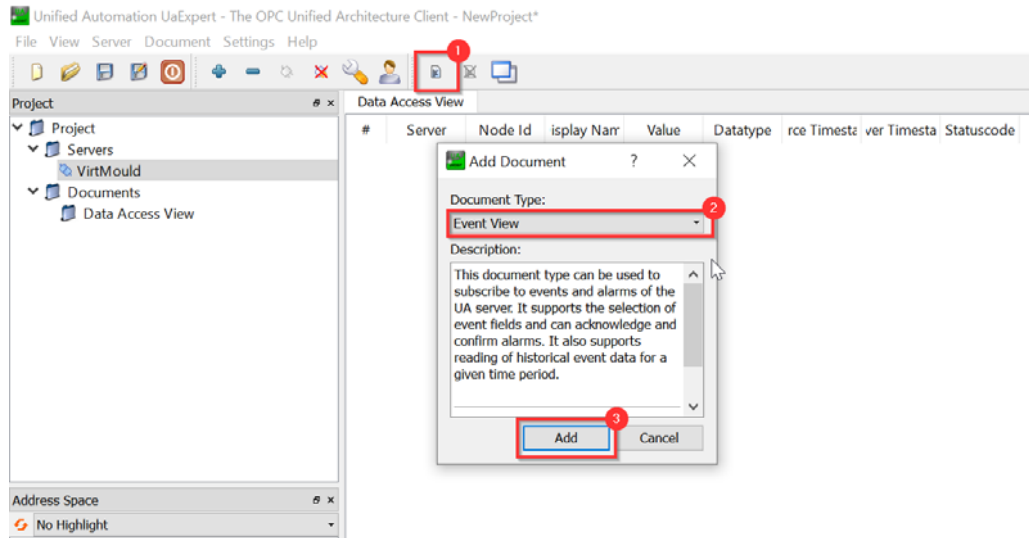 Unified Automation UaExpert - The OPC Unified Architecture Client - NewProject*
File View Server Document Settings Help
1
Project
Data Access View
Project
# Server Node Id isplay Nam Value Datatype rce Timesta ver Timesta Statuscode
Servers
VirtMould
Documents
Data Access View
Add Document ? ×
Document Type:
2
Event View
Description:
This document type can be used to
subscribe to events and alarms of the
UA server. It supports the selection of
event fields and can acknowledge and
confirm alarms. It also supports
reading of historical event data for a
given time period.
3
Add Cancel
Address Space
No Highlight